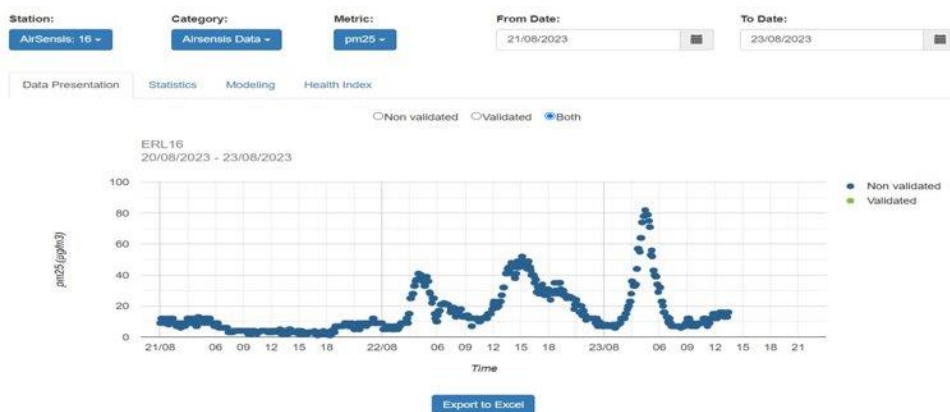 Station: Category: Metric: From Date: To Date:
AirSensis: 16 Airsensis Data pm25 21/08/2023 23/08/2023
Data Presentation Statistics Modeling Health Index
Non validated Validated Both
ERL16
20/08/2023 - 23/08/2023
100
80
60
40
20
0
pm25 (µg/m3)
Non validated
Validated
21/08 06 09 12 15 18 22/08 06 09 12 15 18 23/08 06 09 12 15 18 21
Time
Export to Excel